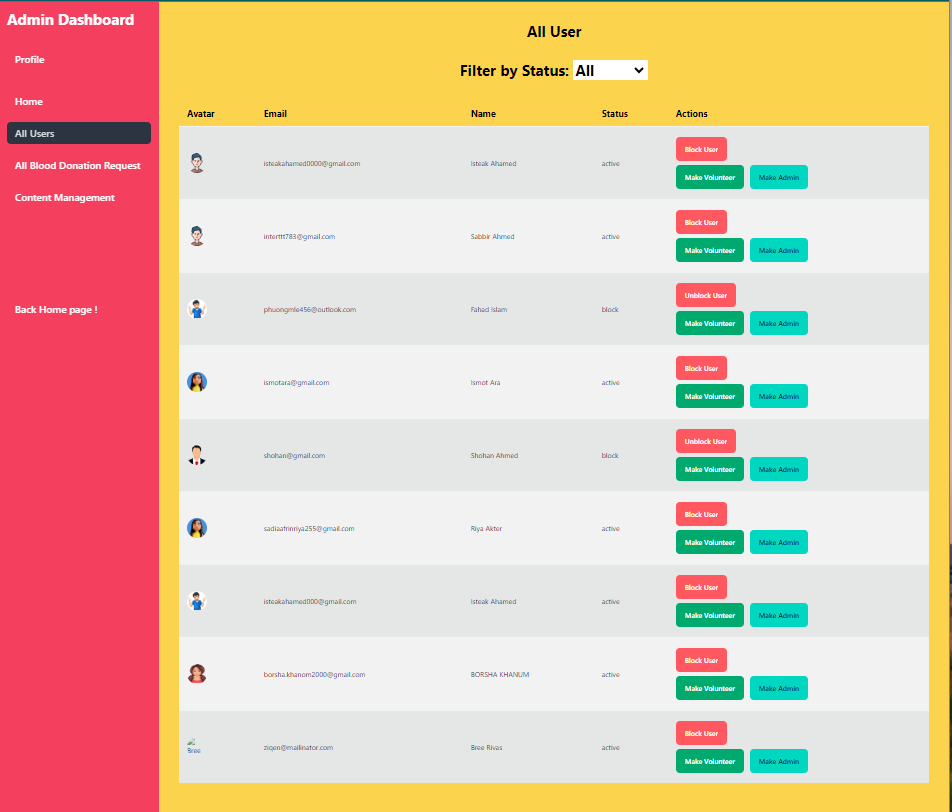 Admin Dashboard
Profile
Home
All Users
All Blood Donation Request
Content Management
Back Home page !
All User
Filter by Status: All
Avatar Email Name Status Actions
isteakahamed0000@gmail.com Isteak Ahamed active Block User
Make Volunteer Make Admin
interttt783@gmail.com Sabbir Ahmed active Block User
Make Volunteer Make Admin
phuongmle456@outlook.com Fahad Islam block Unblock User
Make Volunteer Make Admin
ismotara@gmail.com Ismot Ara active Block User
Make Volunteer Make Admin
shohan@gmail.com Shohan Ahmed block Unblock User
Make Volunteer Make Admin
sadiaafrinriya255@gmail.com Riya Akter active Block User
Make Volunteer Make Admin
isteakahamed000@gmail.com Isteak Ahamed active Block User
Make Volunteer Make Admin
borsha.khanom2000@gmail.com BORSHA KHANUM active Block User
Make Volunteer Make Admin
Bree ziqen@mailinator.com Bree Rivas active Block User
Make Volunteer Make Admin